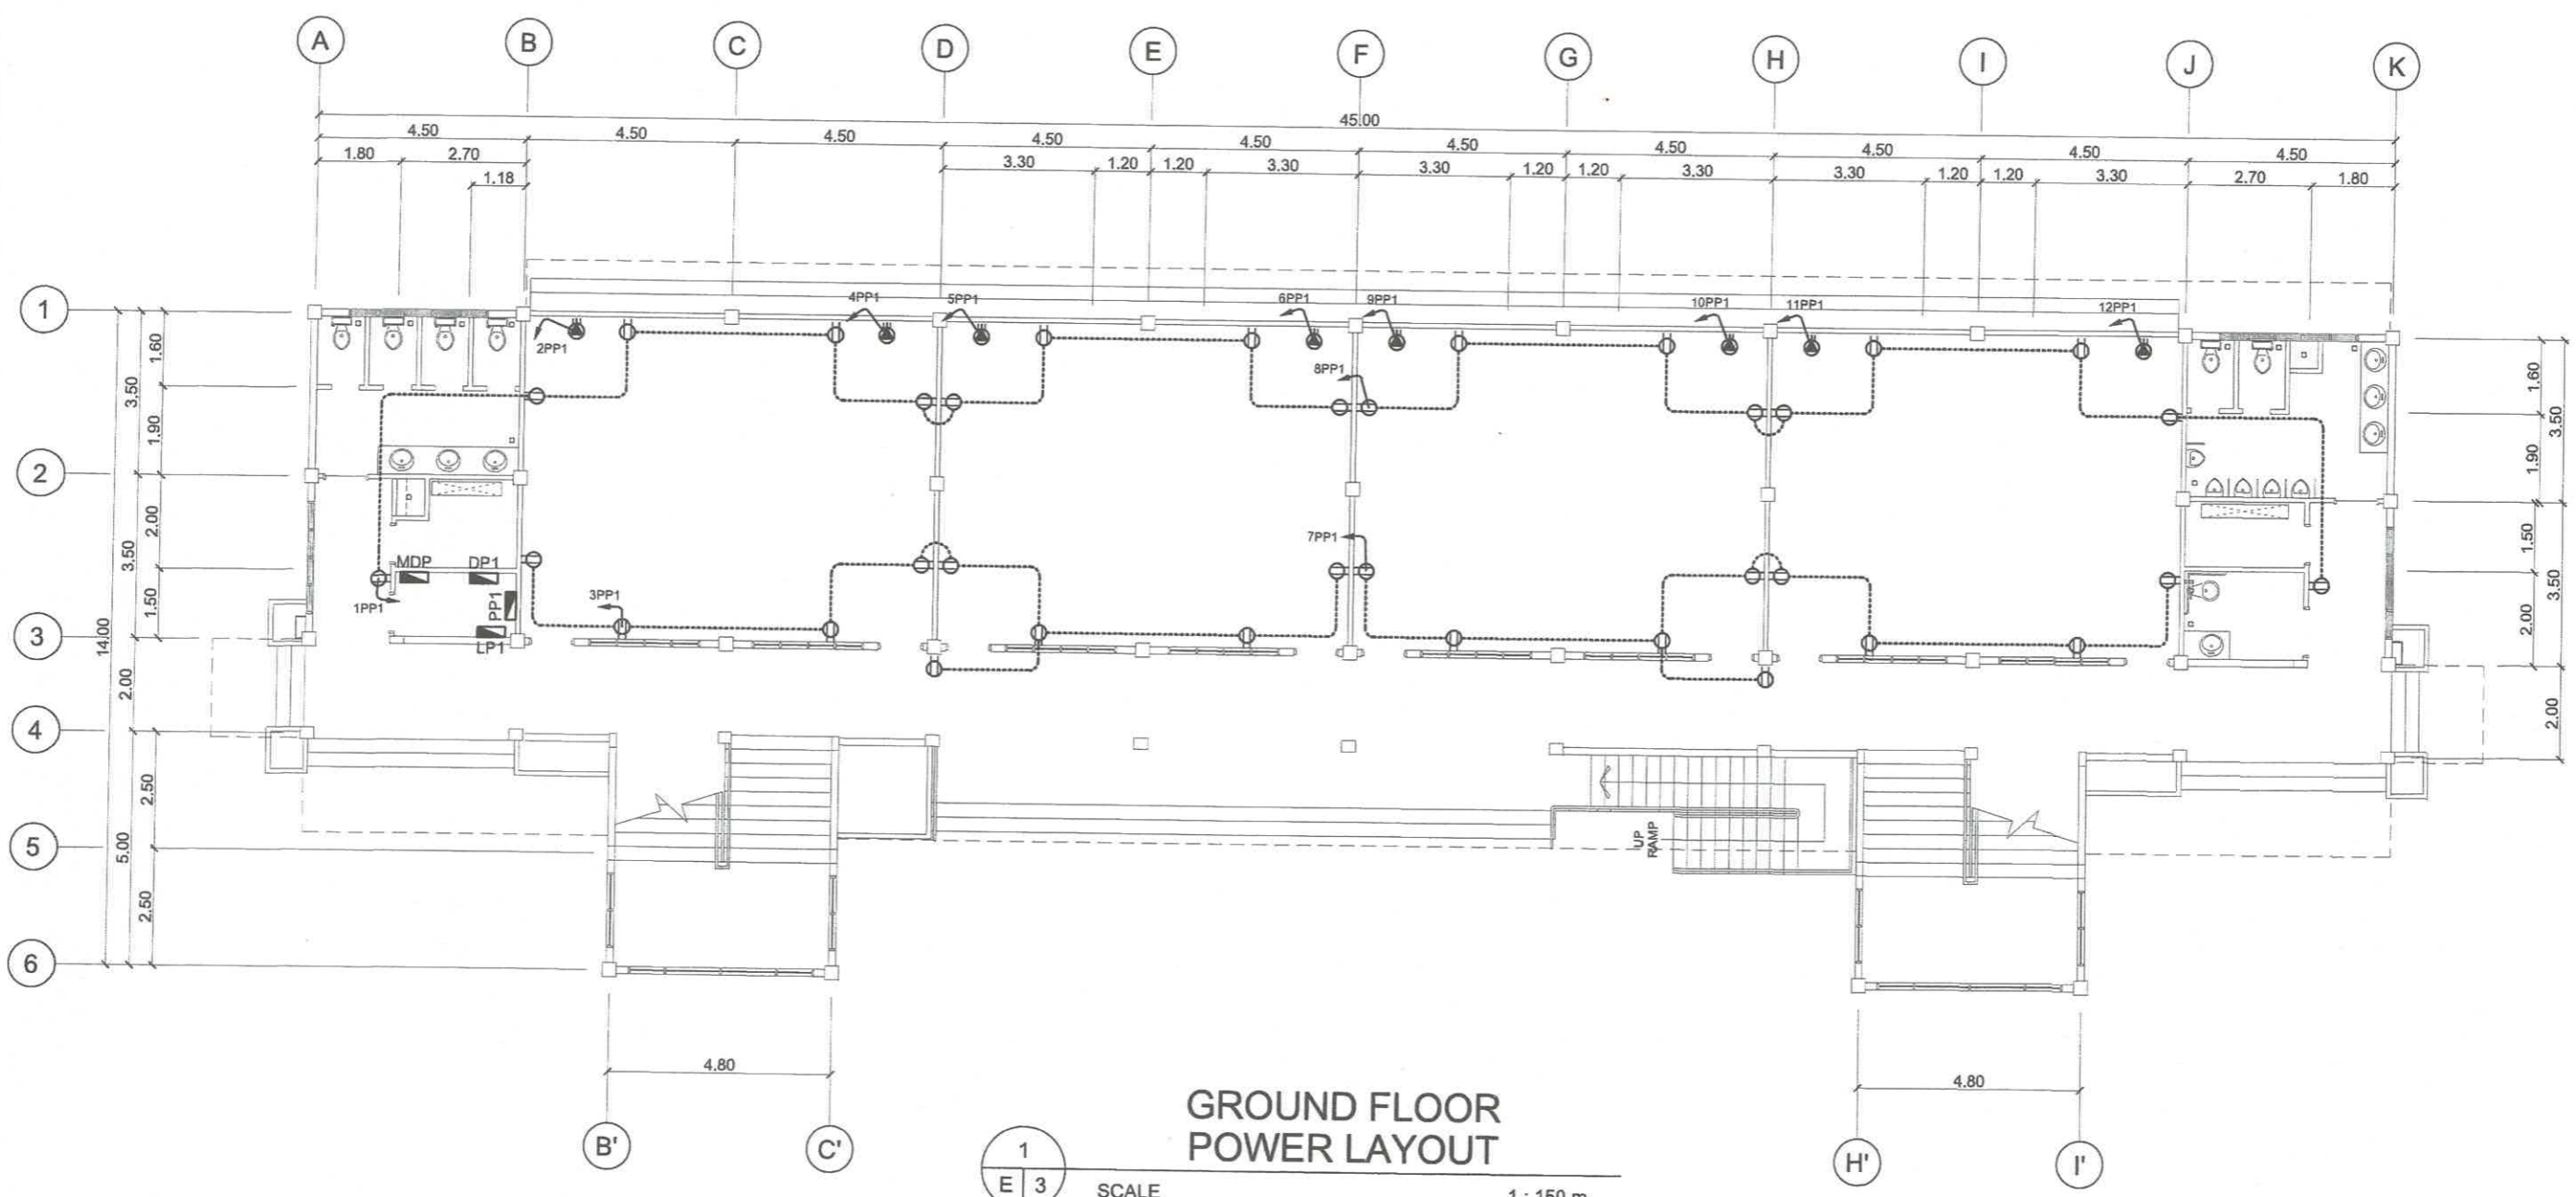 A B C D E F G H I J K
45.00
4.50 4.50 4.50 4.50 4.50 4.50 4.50 4.50 4.50 4.50
1.80 2.70 3.30 1.20 1.20 3.30 3.30 1.20 1.20 3.30 3.30 1.20 1.20 3.30 2.70 1.80
1.18
1
4PP1 5PP1 6PP1 9PP1 10PP1 11PP1 12PP1
2PP1
1.60 1.60
8PP1
3.50 3.50
1.90 1.90
2
2.00 1.50
7PP1
3.50 3.50
MDP DP1
1PP1 PP1 3PP1
1.50 2.00
3
LP1
14.00
2.00 2.00
4
2.50
5
5.00
UP
RAMP
2.50
6
4.80 4.80
B' C' H' I'
GROUND FLOOR
POWER LAYOUT
1
E 3
SCALE 1 : 150 m